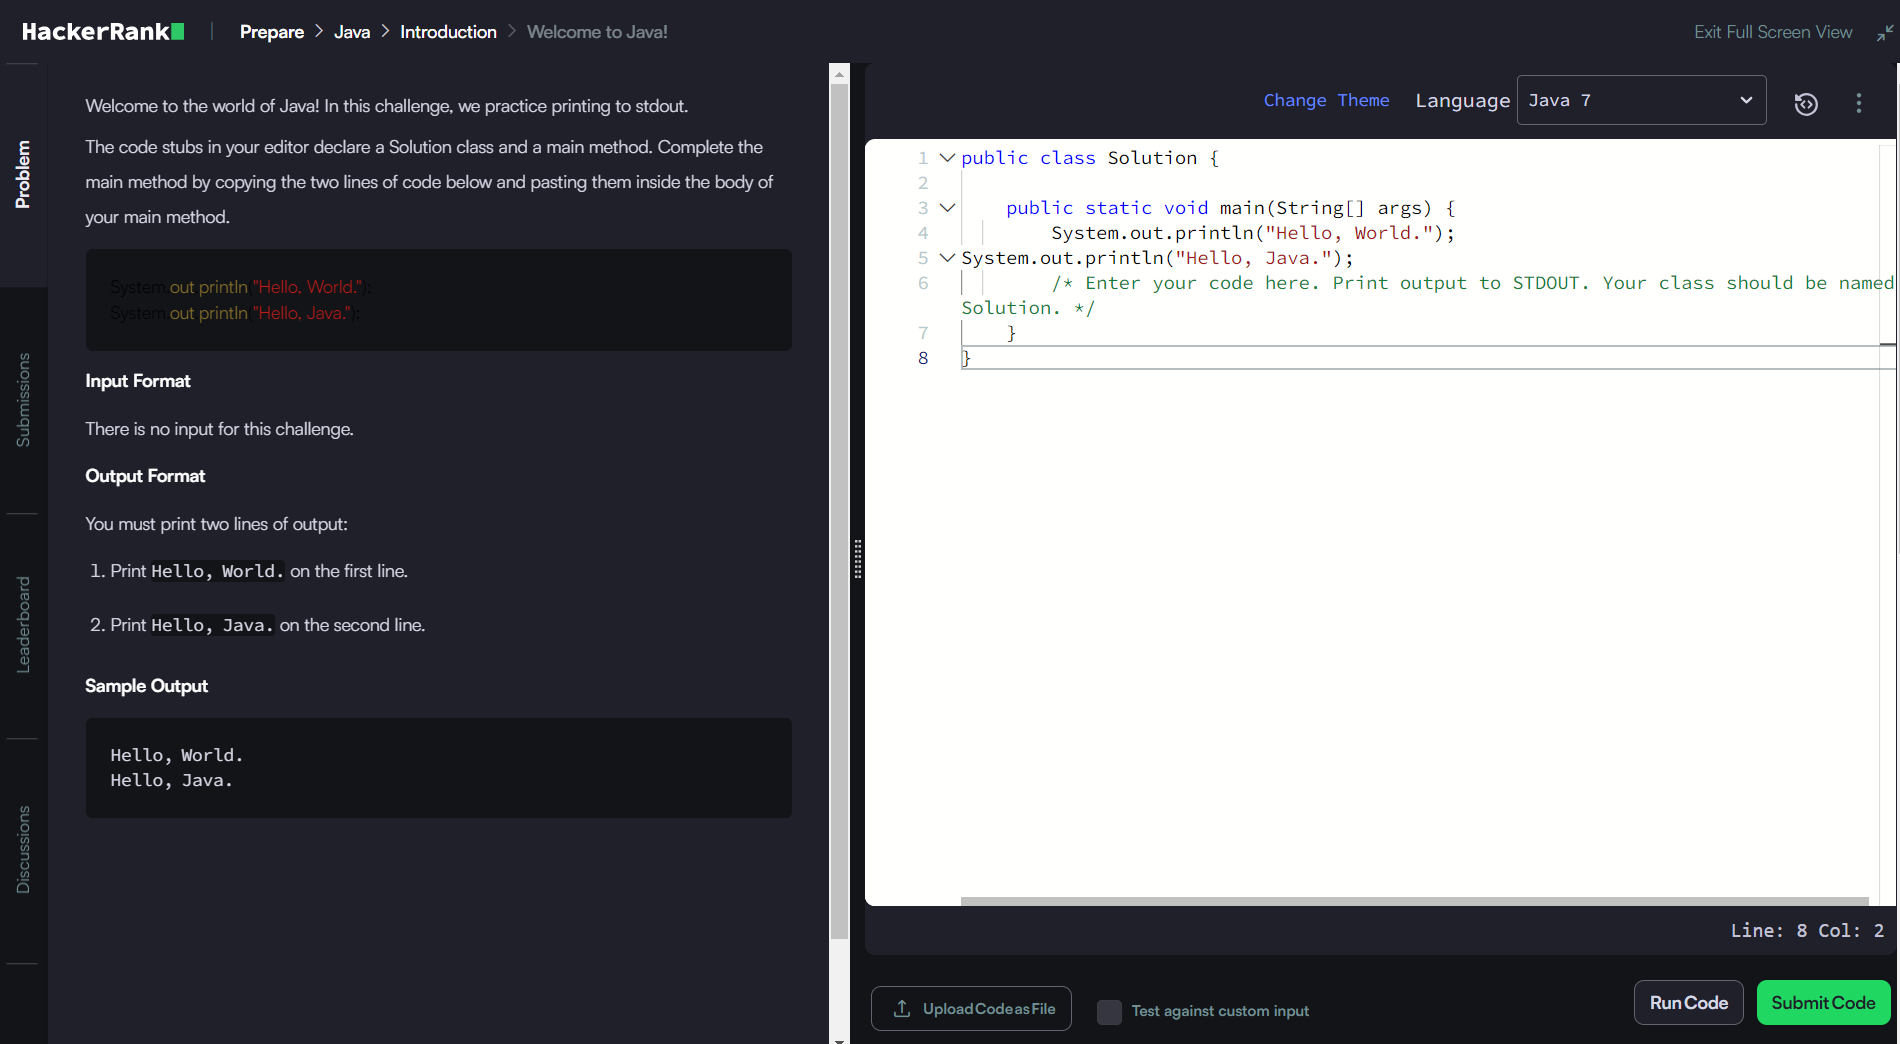 HackerRank
Prepare > Java > Introduction > Welcome to Java!
Exit Full Screen View
Problem
Submissions
Leaderboard
Discussions
Welcome to the world of Java! In this challenge, we practice printing to stdout.
The code stubs in your editor declare a Solution class and a main method. Complete the
main method by copying the two lines of code below and pasting them inside the body of
your main method.
System.out.println("Hello, World.");
System.out.println("Hello, Java.");
Input Format
There is no input for this challenge.
Output Format
You must print two lines of output:
1. Print Hello, World. on the first line.
2. Print Hello, Java. on the second line.
Sample Output
Hello, World.
Hello, Java.
Change Theme Language Java 7
1 public class Solution {
2
3 public static void main(String[] args) {
4 System.out.println("Hello, World.");
5 System.out.println("Hello, Java.");
6 /* Enter your code here. Print output to STDOUT. Your class should be named
Solution. */
7 }
8 }
Line: 8 Col: 2
Upload Code as File
Test against custom input
Run Code
Submit Code